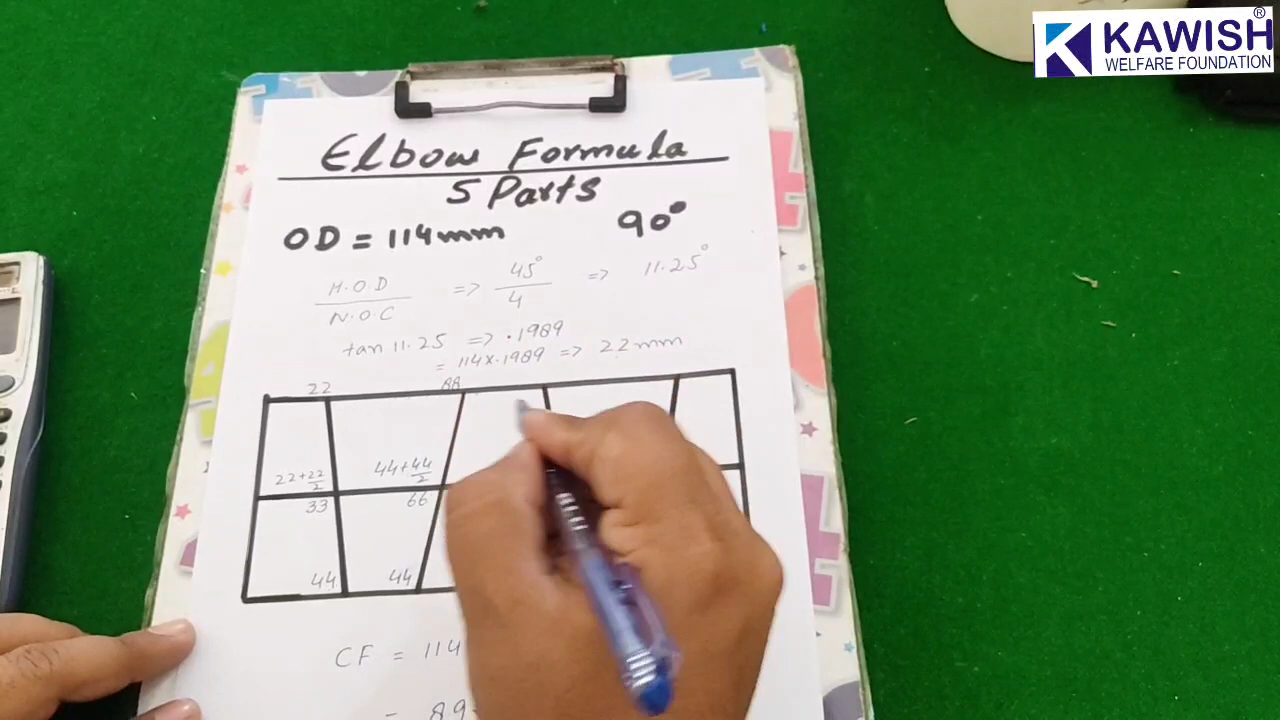 KAWISH®
WELFARE FOUNDATION
Elbow Formula
5 Parts
OD = 114mm 90°
H.O.D => 45° => 11.25°
N.O.C 4
tan 11.25 => .1989
= 114x.1989 => 22mm
22 88
22+22/2 44+44/2
33 66
44 44
CF = 114
= 89